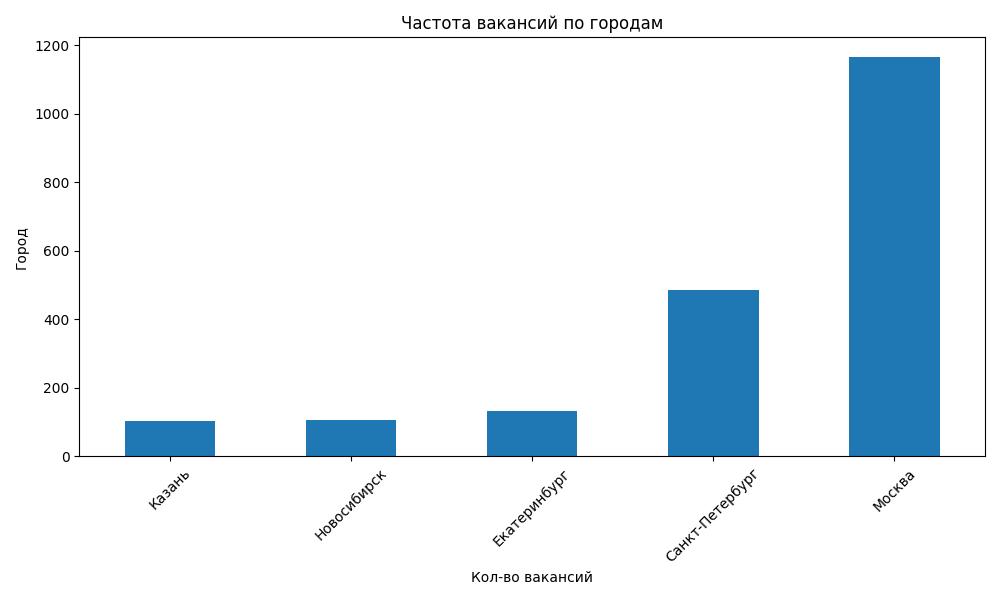 Частота вакансий по городам
1200
1000
800
600
400
200
0
Город
Казань
Новосибирск
Екатеринбург
Санкт-Петербург
Москва
Кол-во вакансий